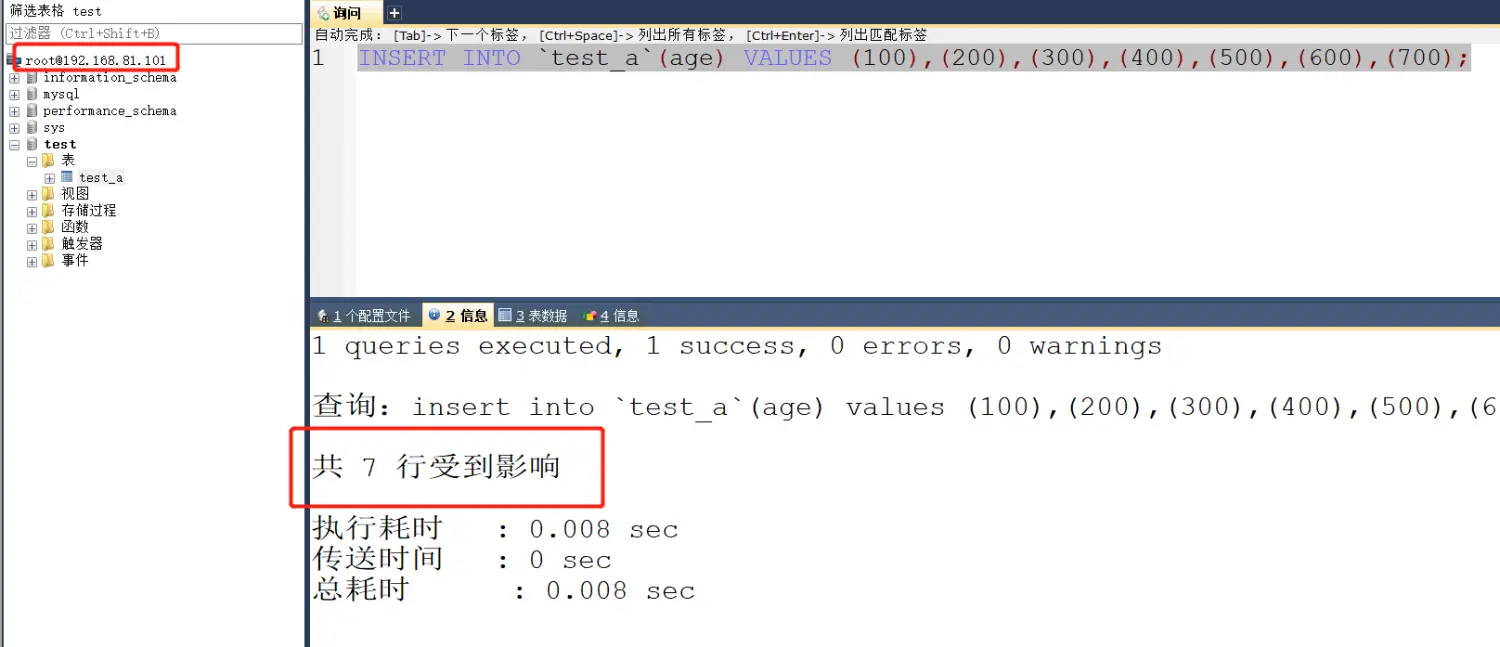 筛选表格 test
过滤器 (Ctrl+Shift+B)
root@192.168.81.101
information_schema
mysql
performance_schema
sys
test
表
test_a
视图
存储过程
函数
触发器
事件
询问
自动完成: [Tab]-> 下一个标签, [Ctrl+Space]-> 列出所有标签, [Ctrl+Enter]-> 列出匹配标签
1 INSERT INTO `test_a`(age) VALUES (100),(200),(300),(400),(500),(600),(700);
1 个配置文件 2 信息 3 表数据 4 信息
1 queries executed, 1 success, 0 errors, 0 warnings
查询: insert into `test_a`(age) values (100),(200),(300),(400),(500),(6
共 7 行受到影响
执行耗时 : 0.008 sec
传送时间 : 0 sec
总耗时 : 0.008 sec